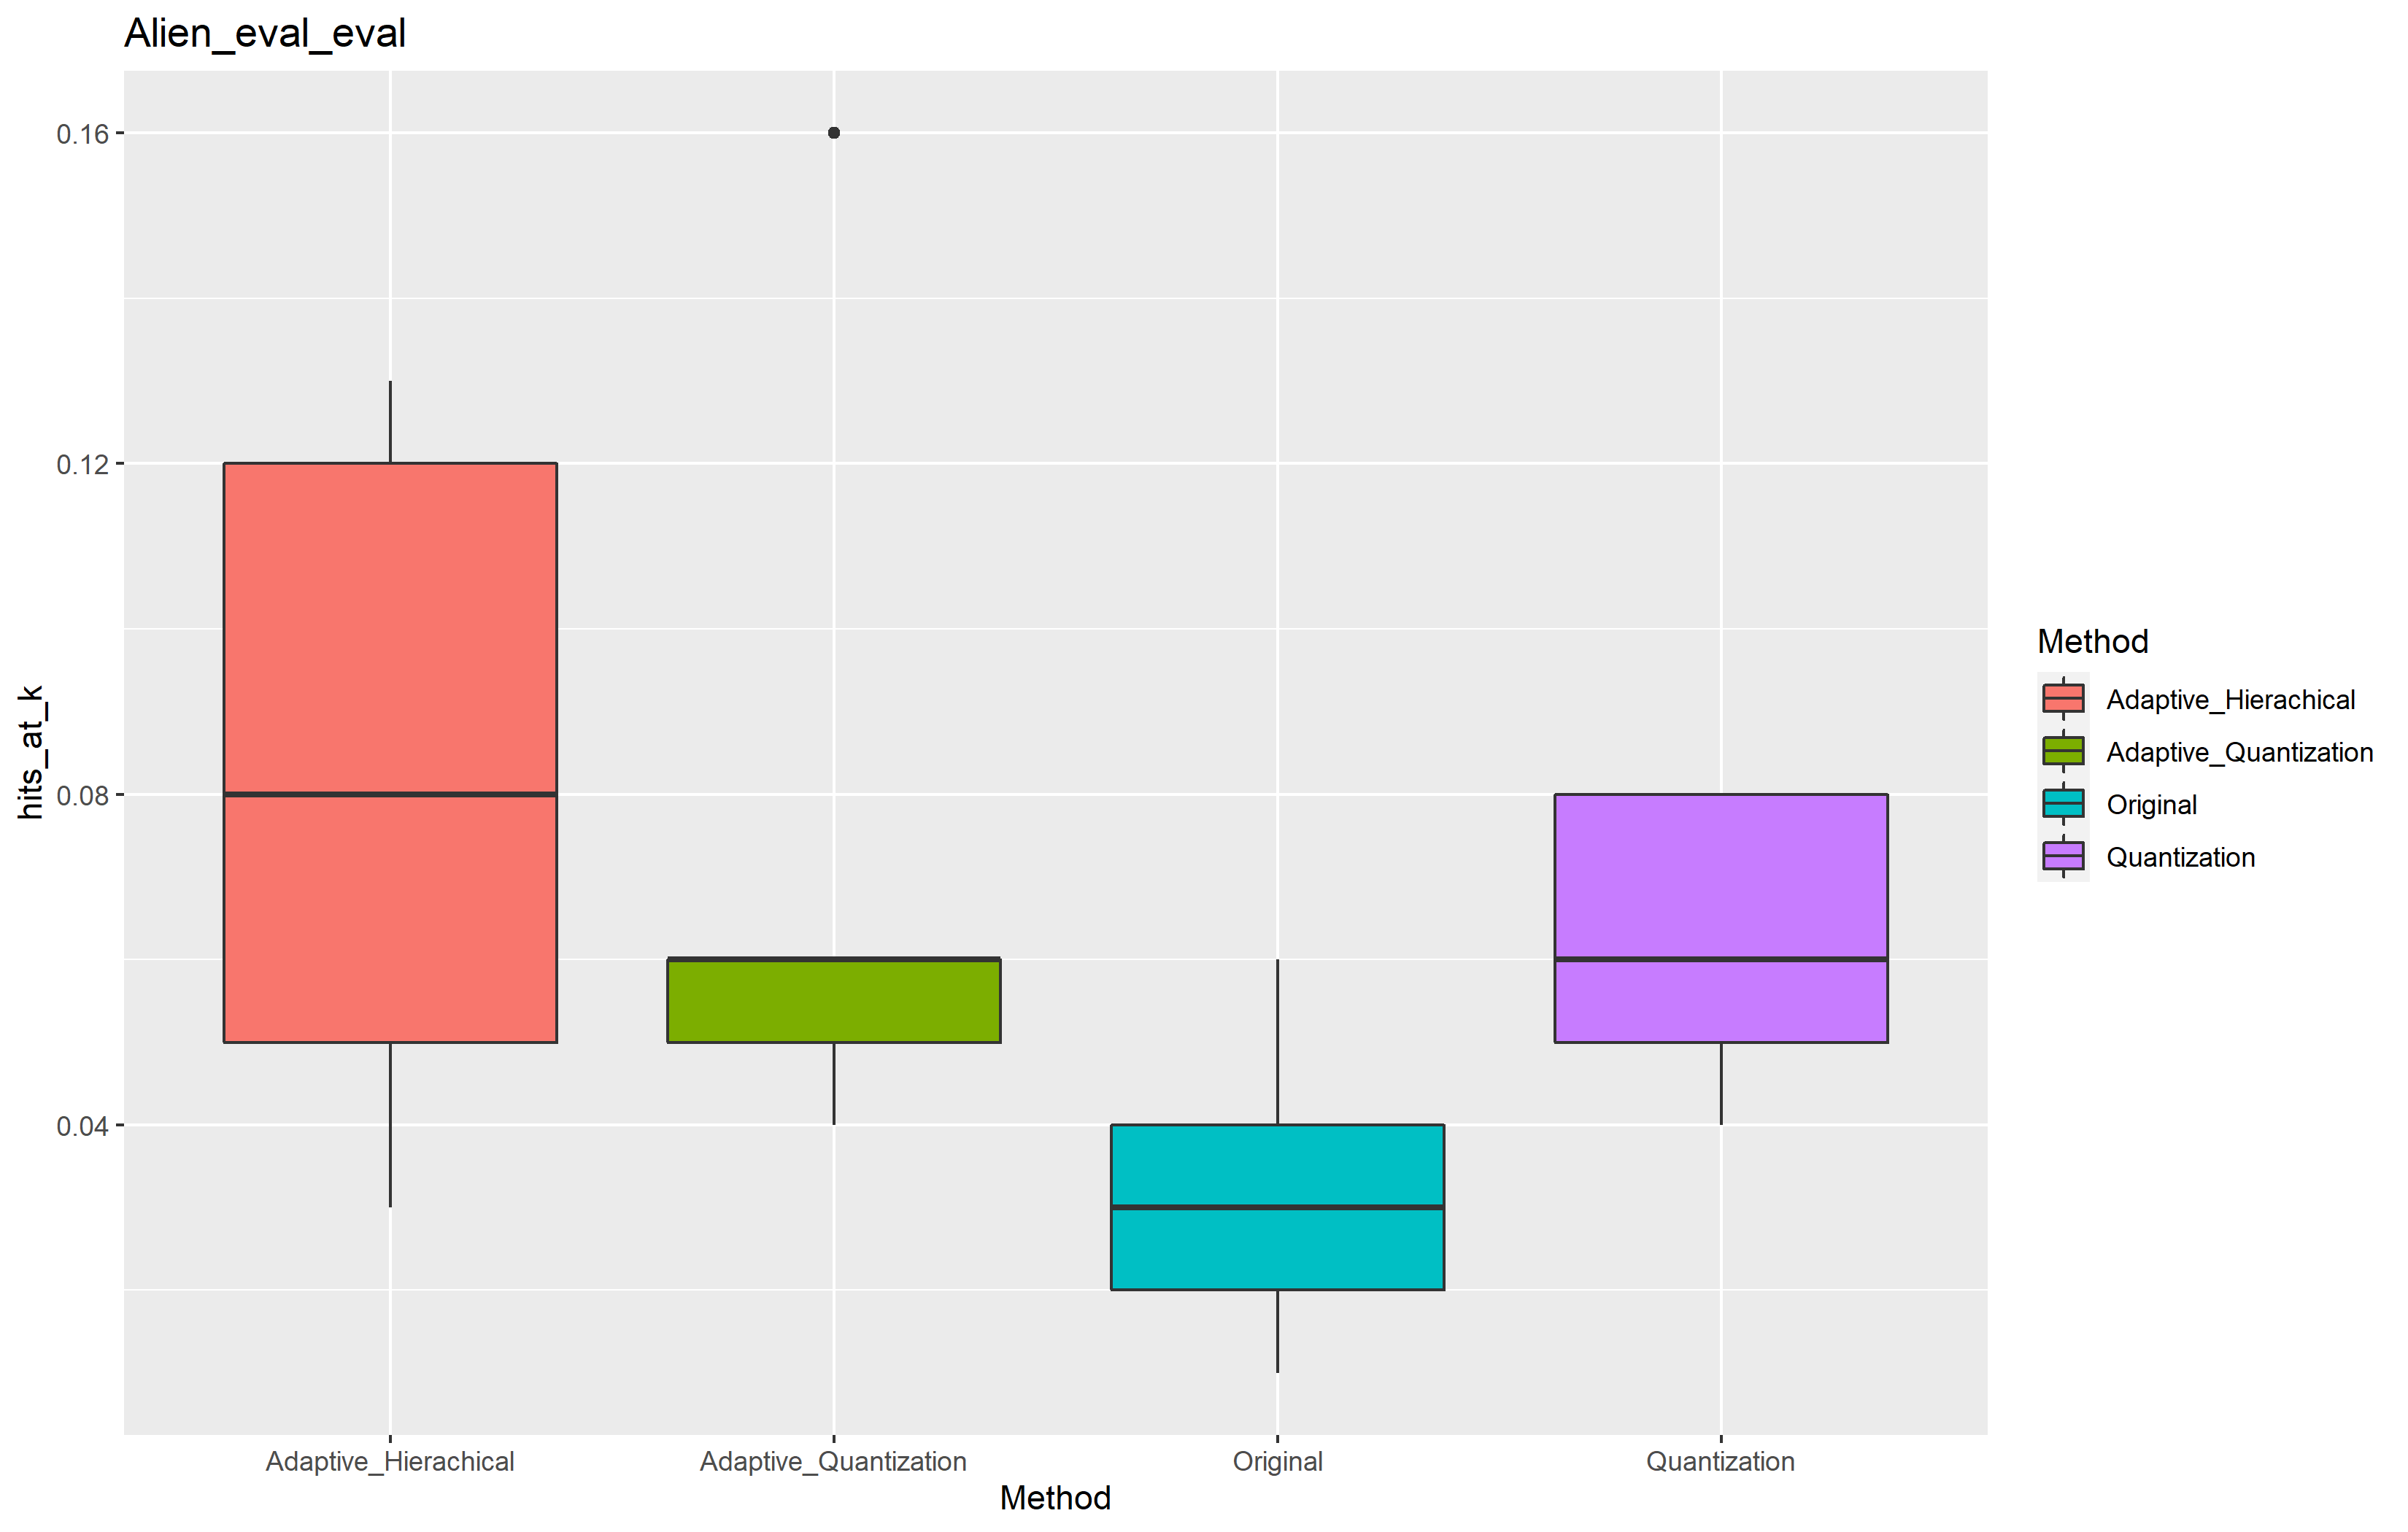 Alien_eval_eval
hits_at_k
0.16
0.12
0.08
0.04
Adaptive_Hierachical
Adaptive_Quantization
Original
Quantization
Method
Method
Adaptive_Hierachical
Adaptive_Quantization
Original
Quantization